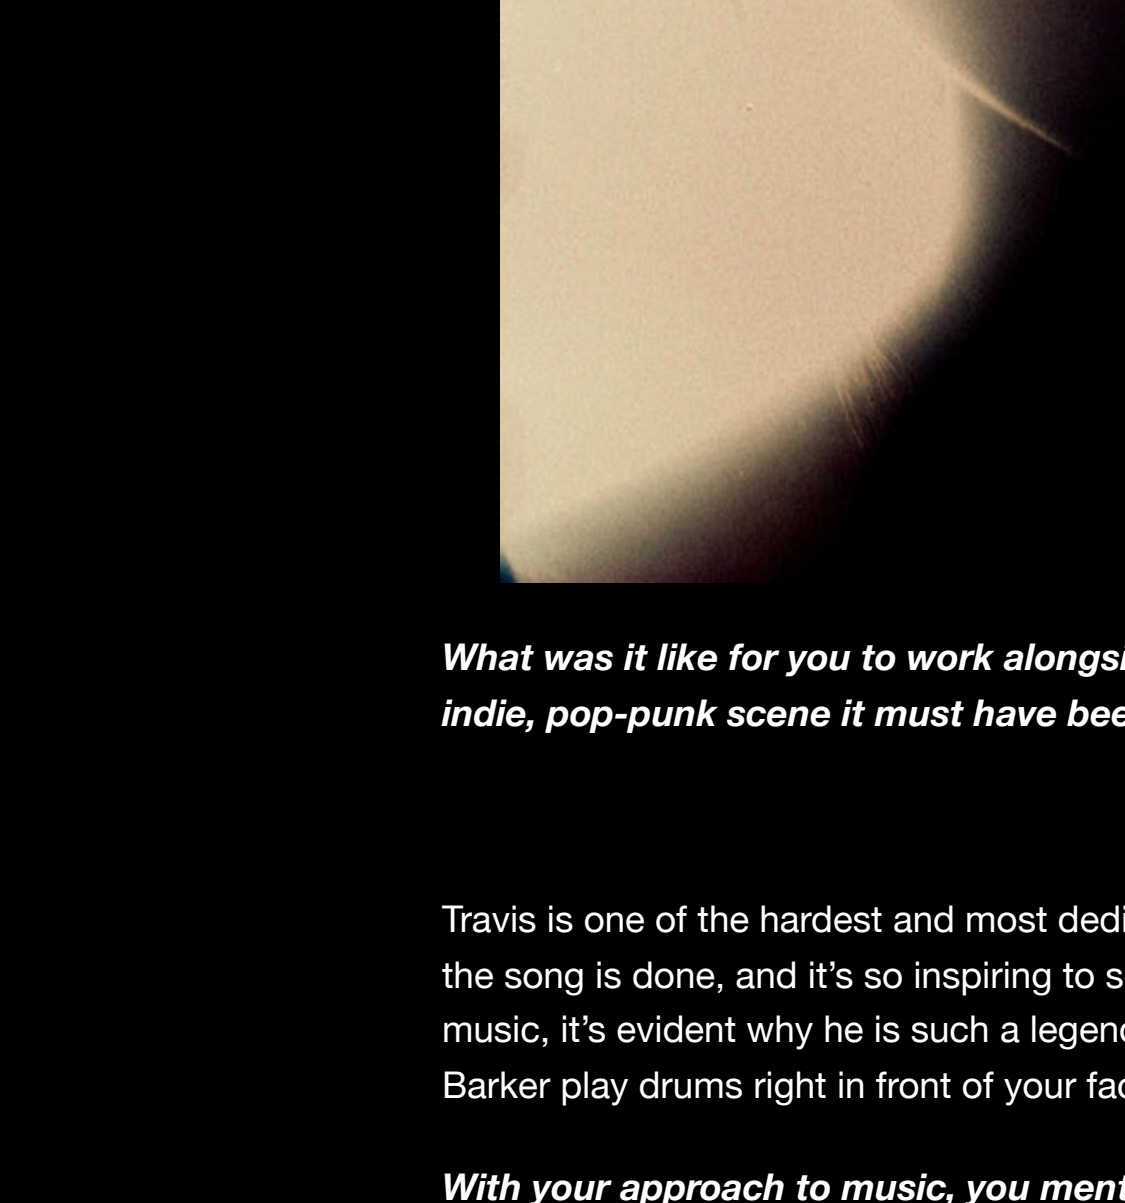 What was it like for you to work alongsi
indie, pop-punk scene it must have bee
Travis is one of the hardest and most dedi
the song is done, and it’s so inspiring to s
music, it’s evident why he is such a legend
Barker play drums right in front of your fac
With your approach to music, you ment